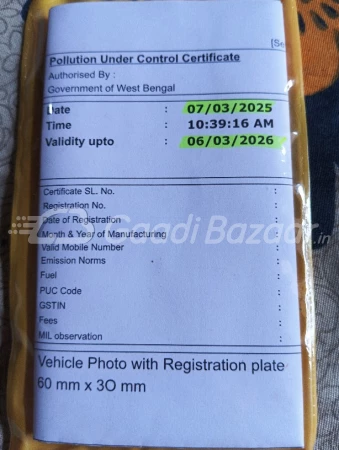 [Se
Pollution Under Control Certificate
Authorised By :
Government of West Bengal
Date : 07/03/2025
Time : 10:39:16 AM
Validity upto : 06/03/2026
Certificate SL. No. :
Registration No. :
Date of Registration :
Month & Year of Manufacturing :
Valid Mobile Number :
Emission Norms :
Fuel :
PUC Code :
GSTIN :
Fees :
MIL observation :
GaadiBazaar.in
Vehicle Photo with Registration plate
60 mm x 30 mm